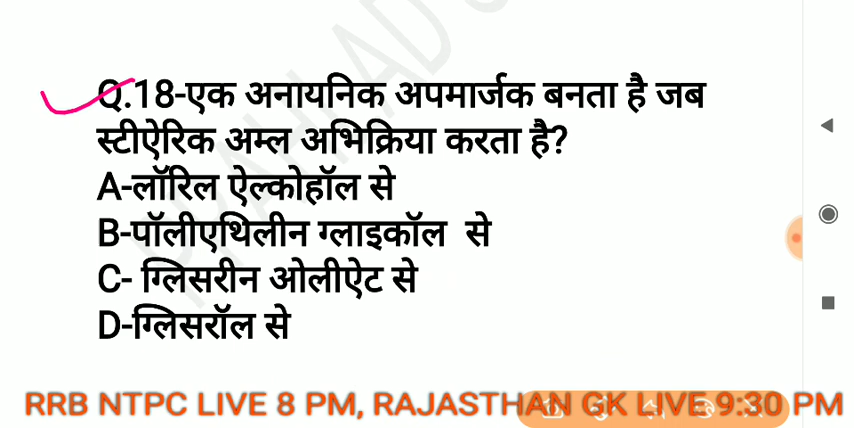 Q.18-एक अनायनिक अपमार्जक बनता है जब
स्टीऐरिक अम्ल अभिक्रिया करता है?
A-लॉरिल ऐल्कोहॉल से
B-पॉलीएथिलीन ग्लाइकॉल से
C- ग्लिसरीन ओलीऐट से
D-ग्लिसरॉल से
RRB NTPC LIVE 8 PM, RAJASTHAN GK LIVE 9:30 PM